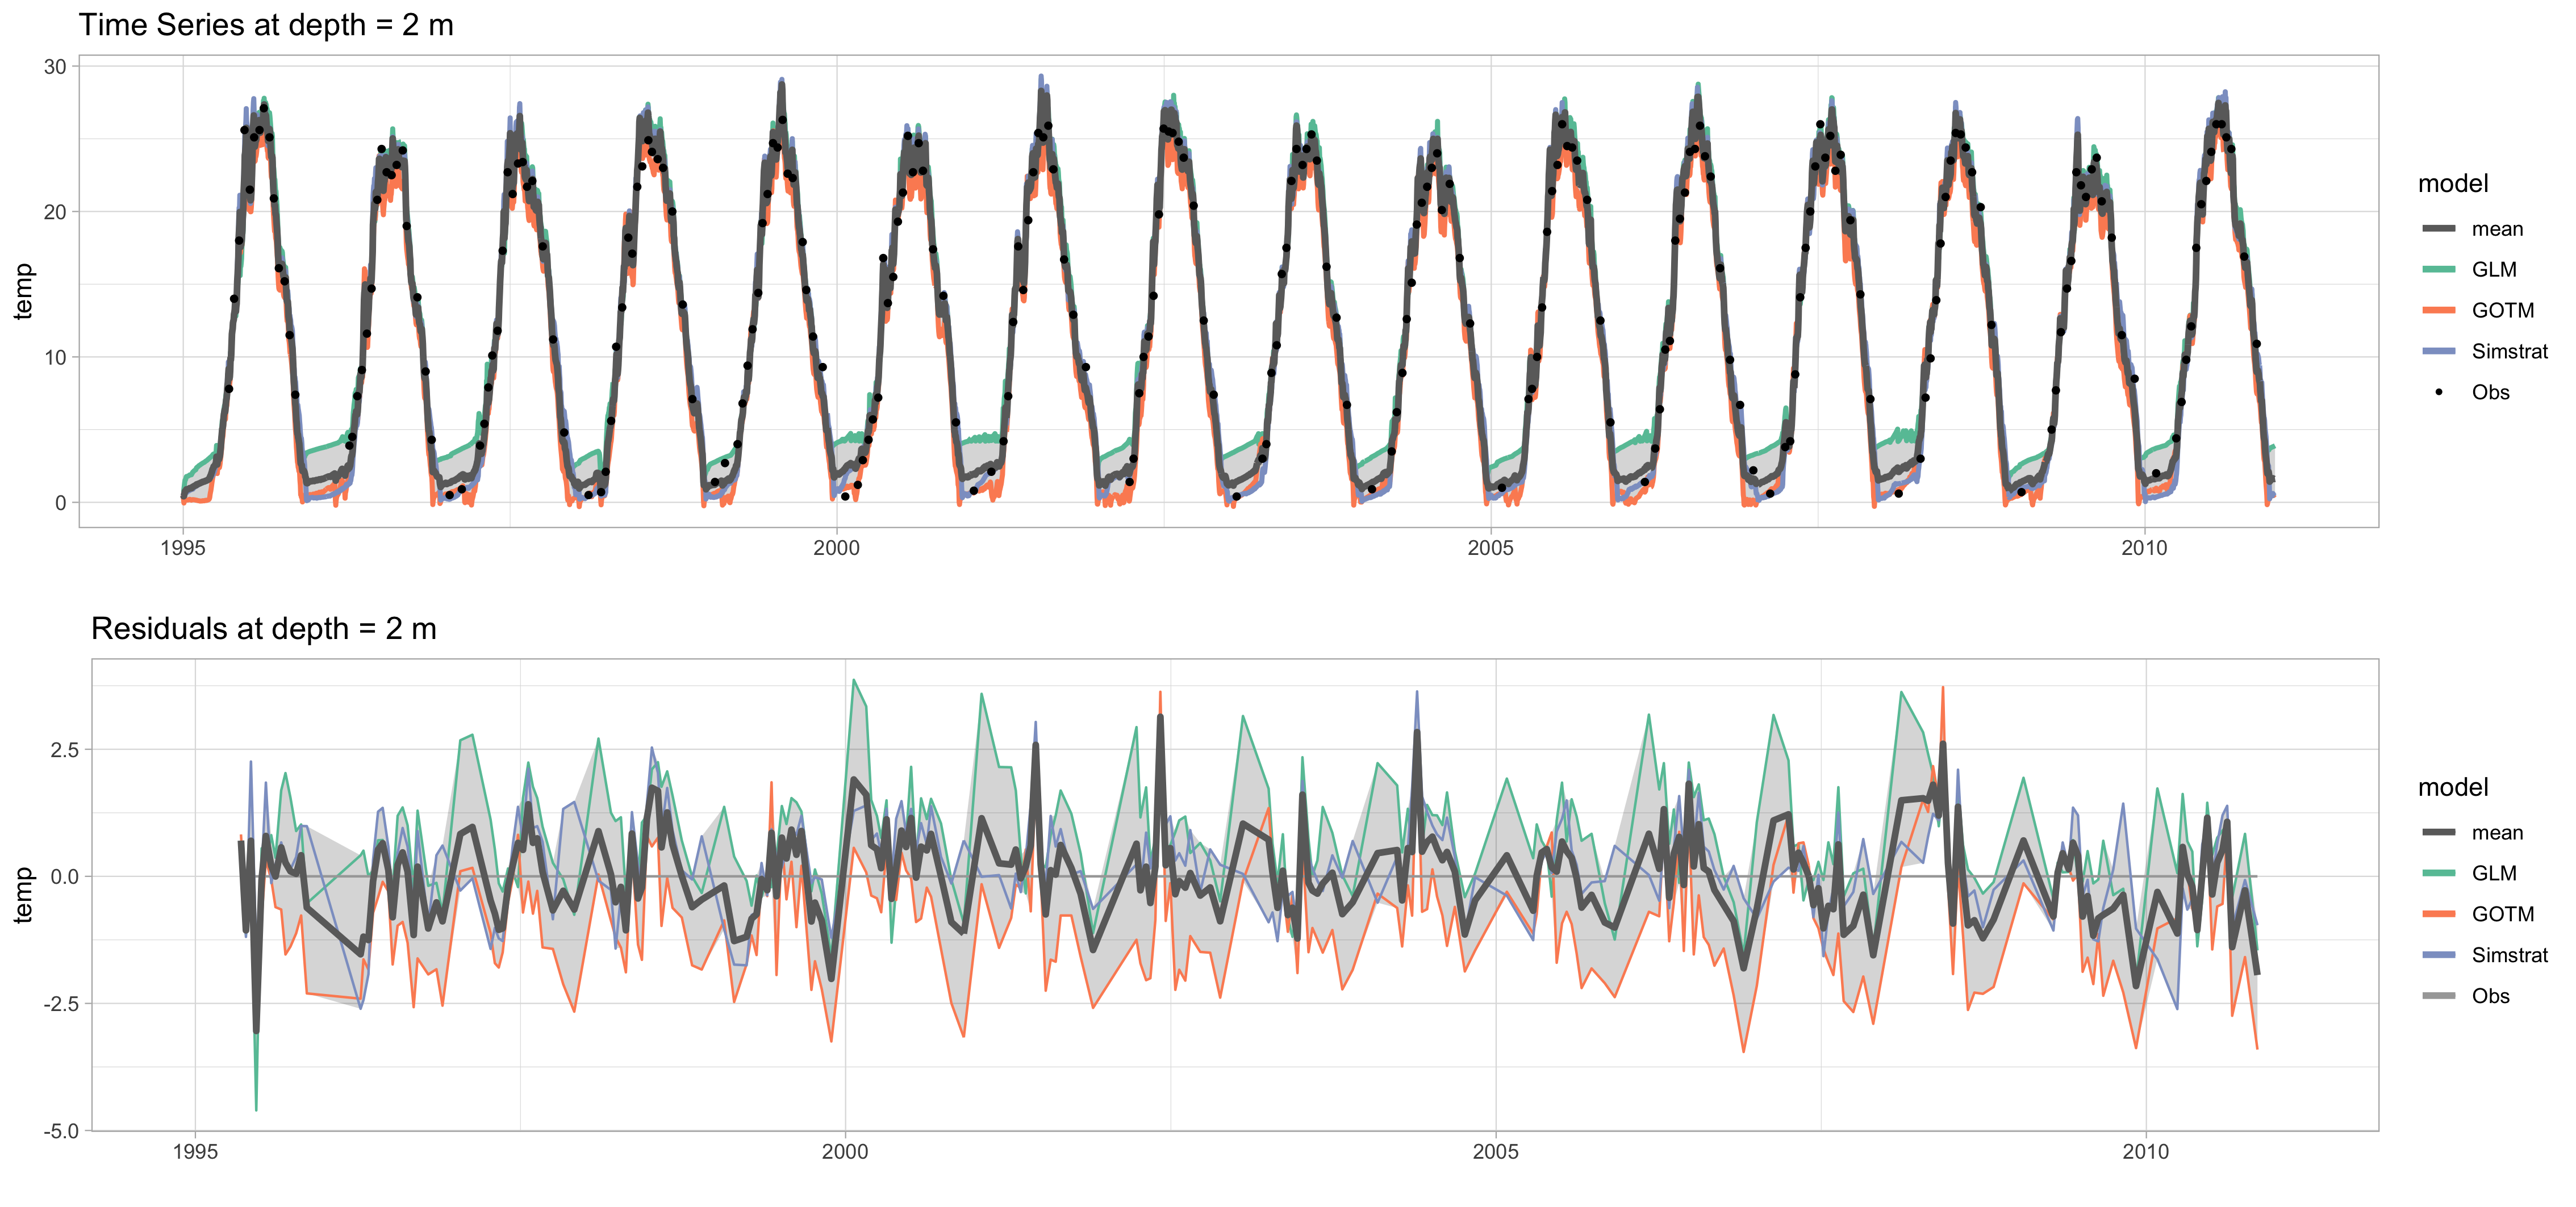 Time Series at depth = 2 m
30
20
10
0
temp
1995
2000
2005
2010
model
mean
GLM
GOTM
Simstrat
Obs
Residuals at depth = 2 m
2.5
0.0
-2.5
-5.0
temp
1995
2000
2005
2010
model
mean
GLM
GOTM
Simstrat
Obs